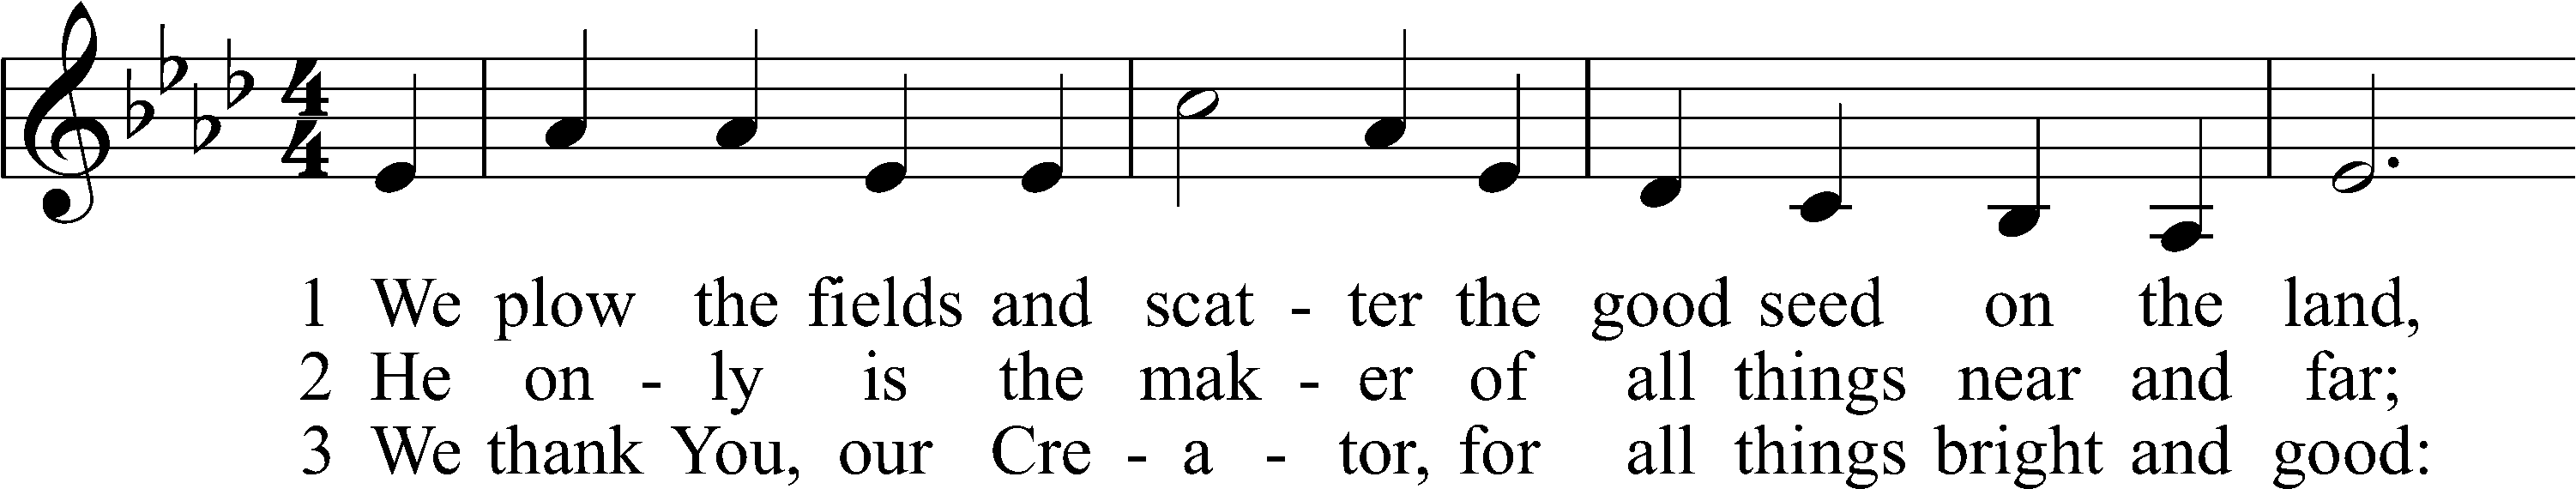 1 We plow the fields and scat - ter the good seed on the land,
2 He on - ly is the mak - er of all things near and far;
3 We thank You, our Cre - a - tor, for all things bright and good: